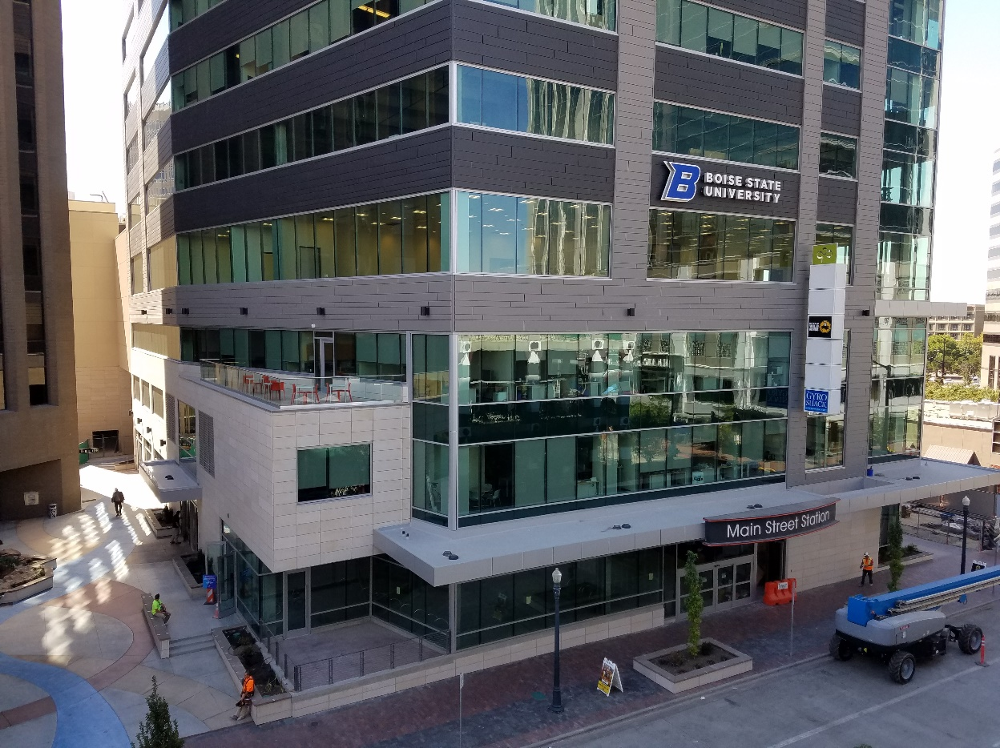 B BOISE STATE
UNIVERSITY
GYRO
SHACK
Main Street Station